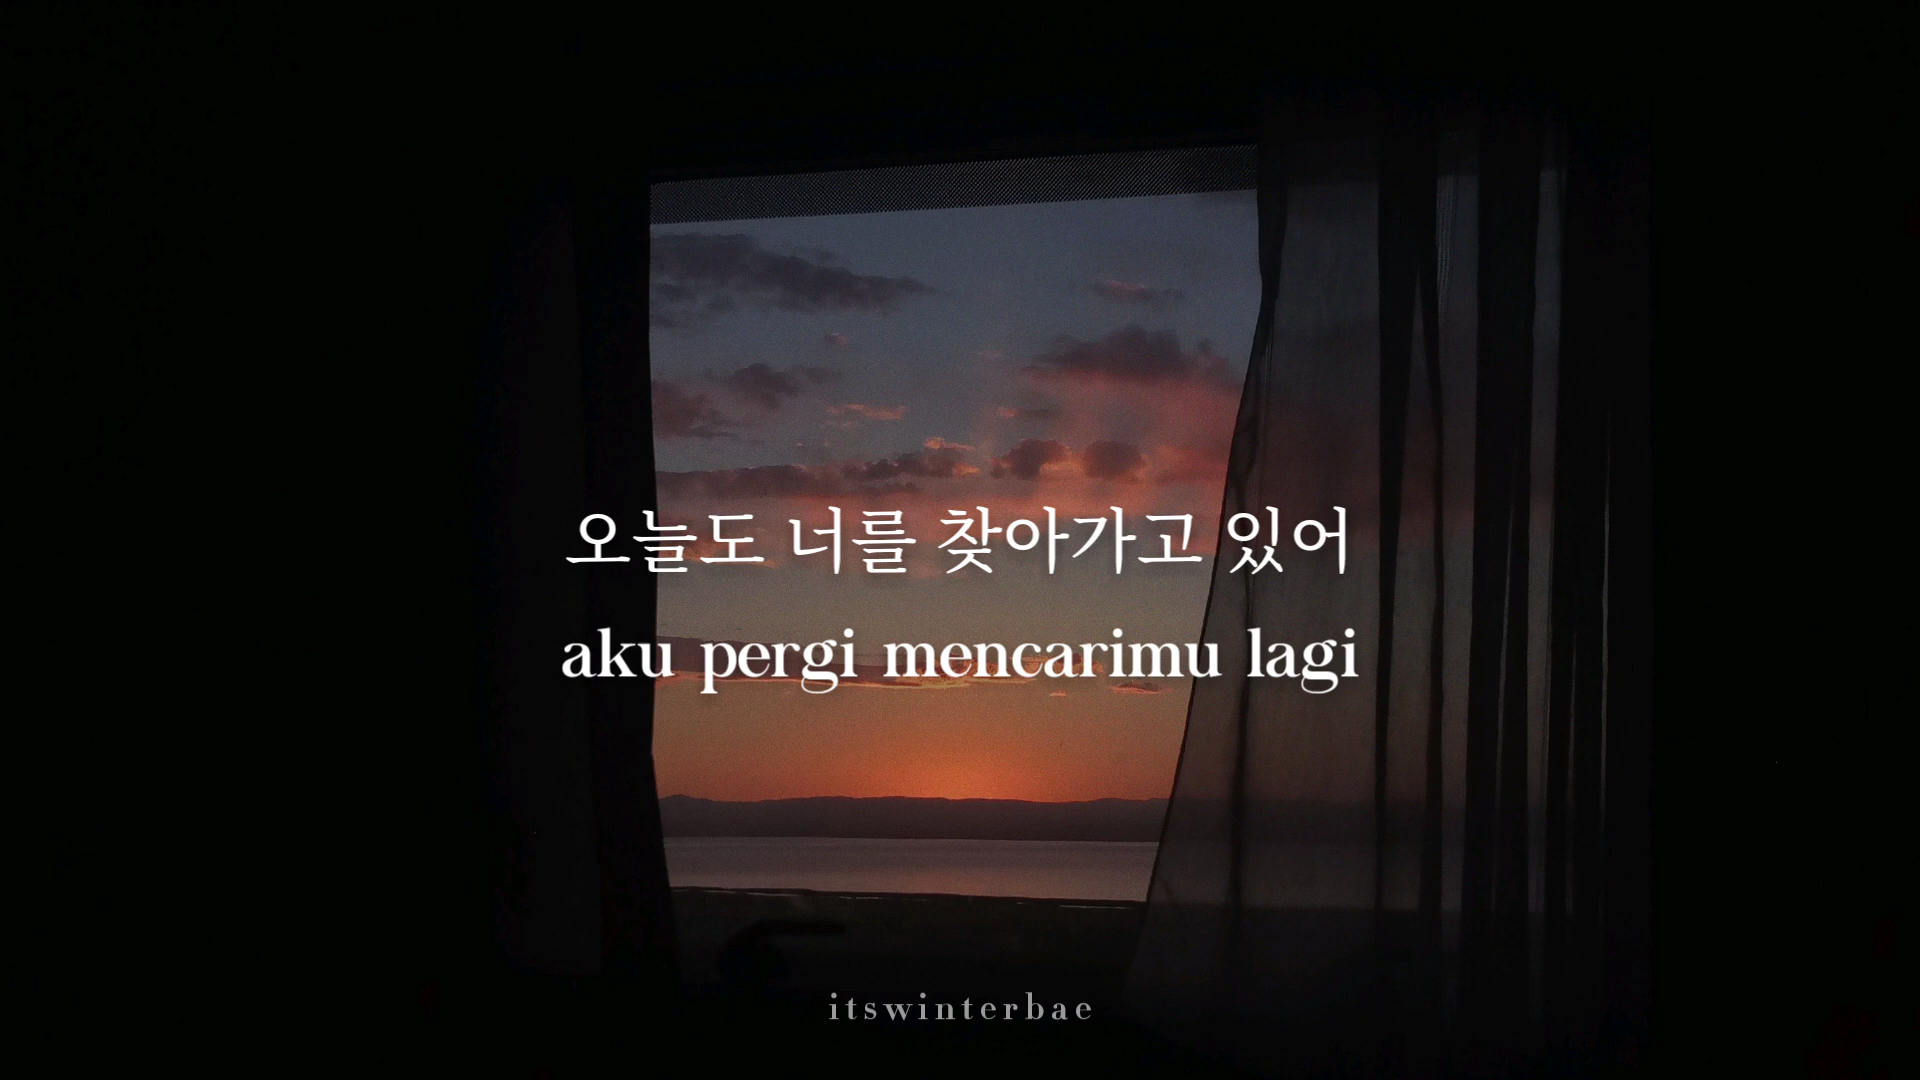 오늘도 너를 찾아가고 있어
aku pergi mencarimu lagi
itswinterbae